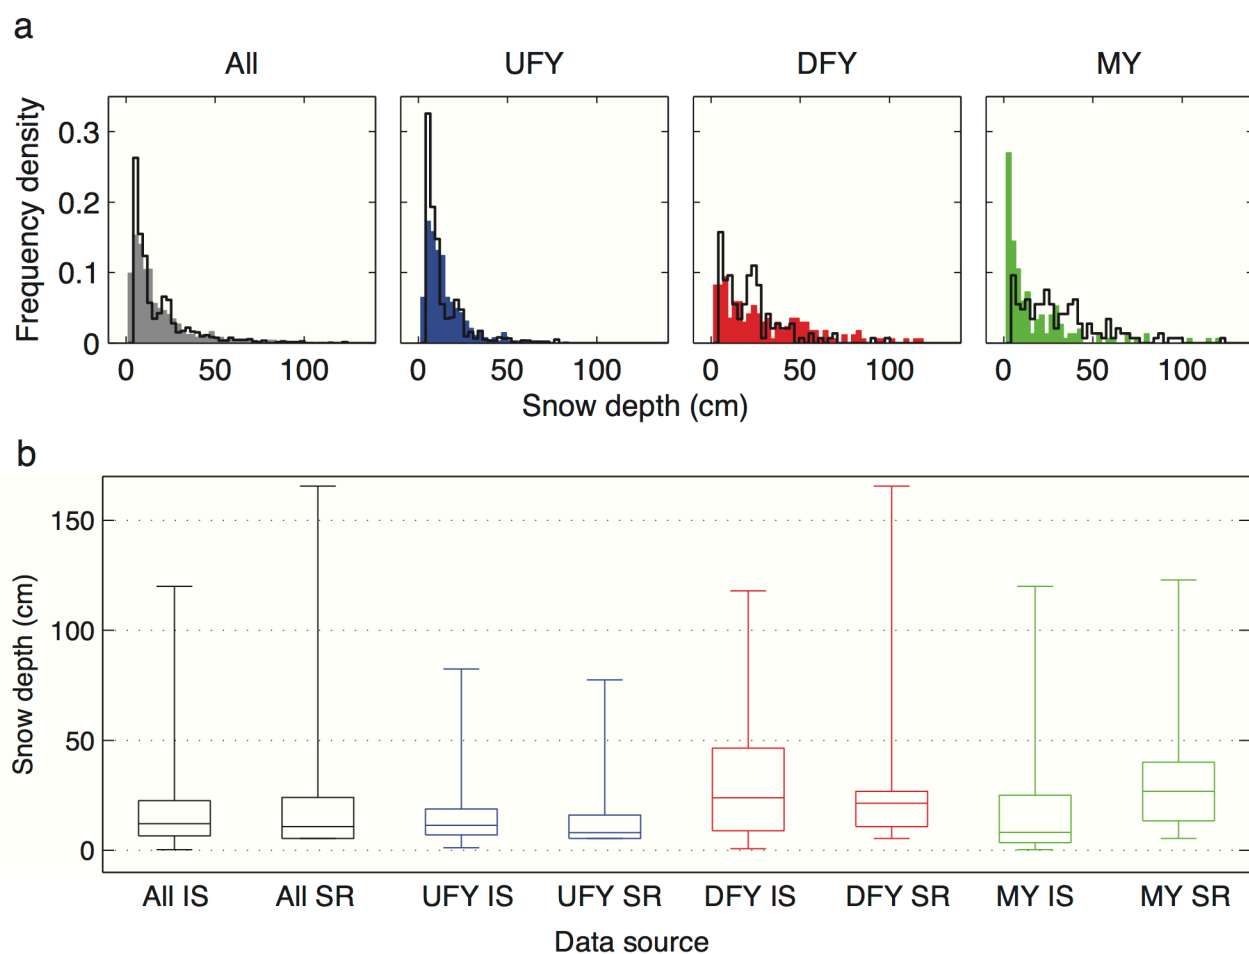 a
All UFY DFY MY
Frequency density
0.3
0.2
0.1
0
0 50 100 0 50 100 0 50 100 0 50 100
Snow depth (cm)
b
Snow depth (cm)
150
100
50
0
All IS All SR UFY IS UFY SR DFY IS DFY SR MY IS MY SR
Data source